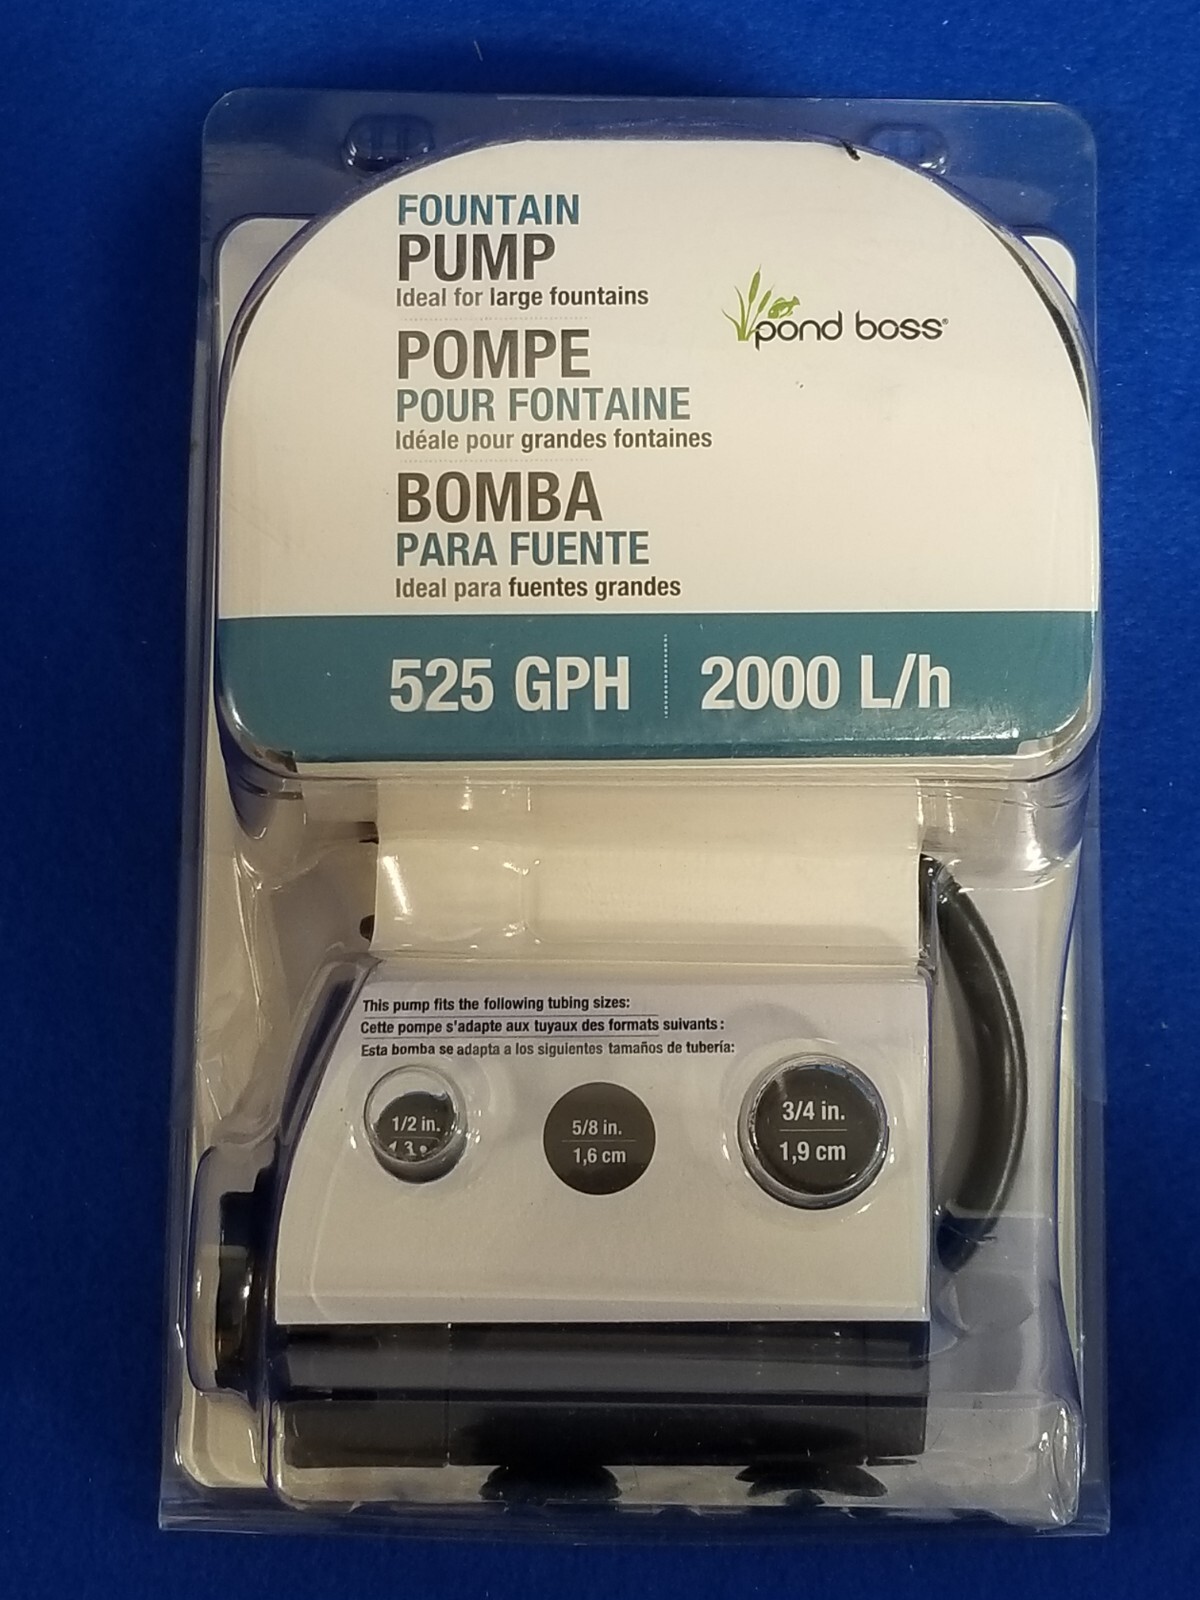 FOUNTAIN
PUMP
Ideal for large fountains
pond boss®
POMPE
POUR FONTAINE
Idéale pour grandes fontaines
BOMBA
PARA FUENTE
Ideal para fuentes grandes
525 GPH
2000 L/h
This pump fits the following tubing sizes:
Cette pompe s'adapte aux tuyaux des formats suivants :
Esta bomba se adapta a los siguientes tamaños de tubería:
1/2 in.
5/8 in.
1,6 cm
3/4 in.
1,9 cm